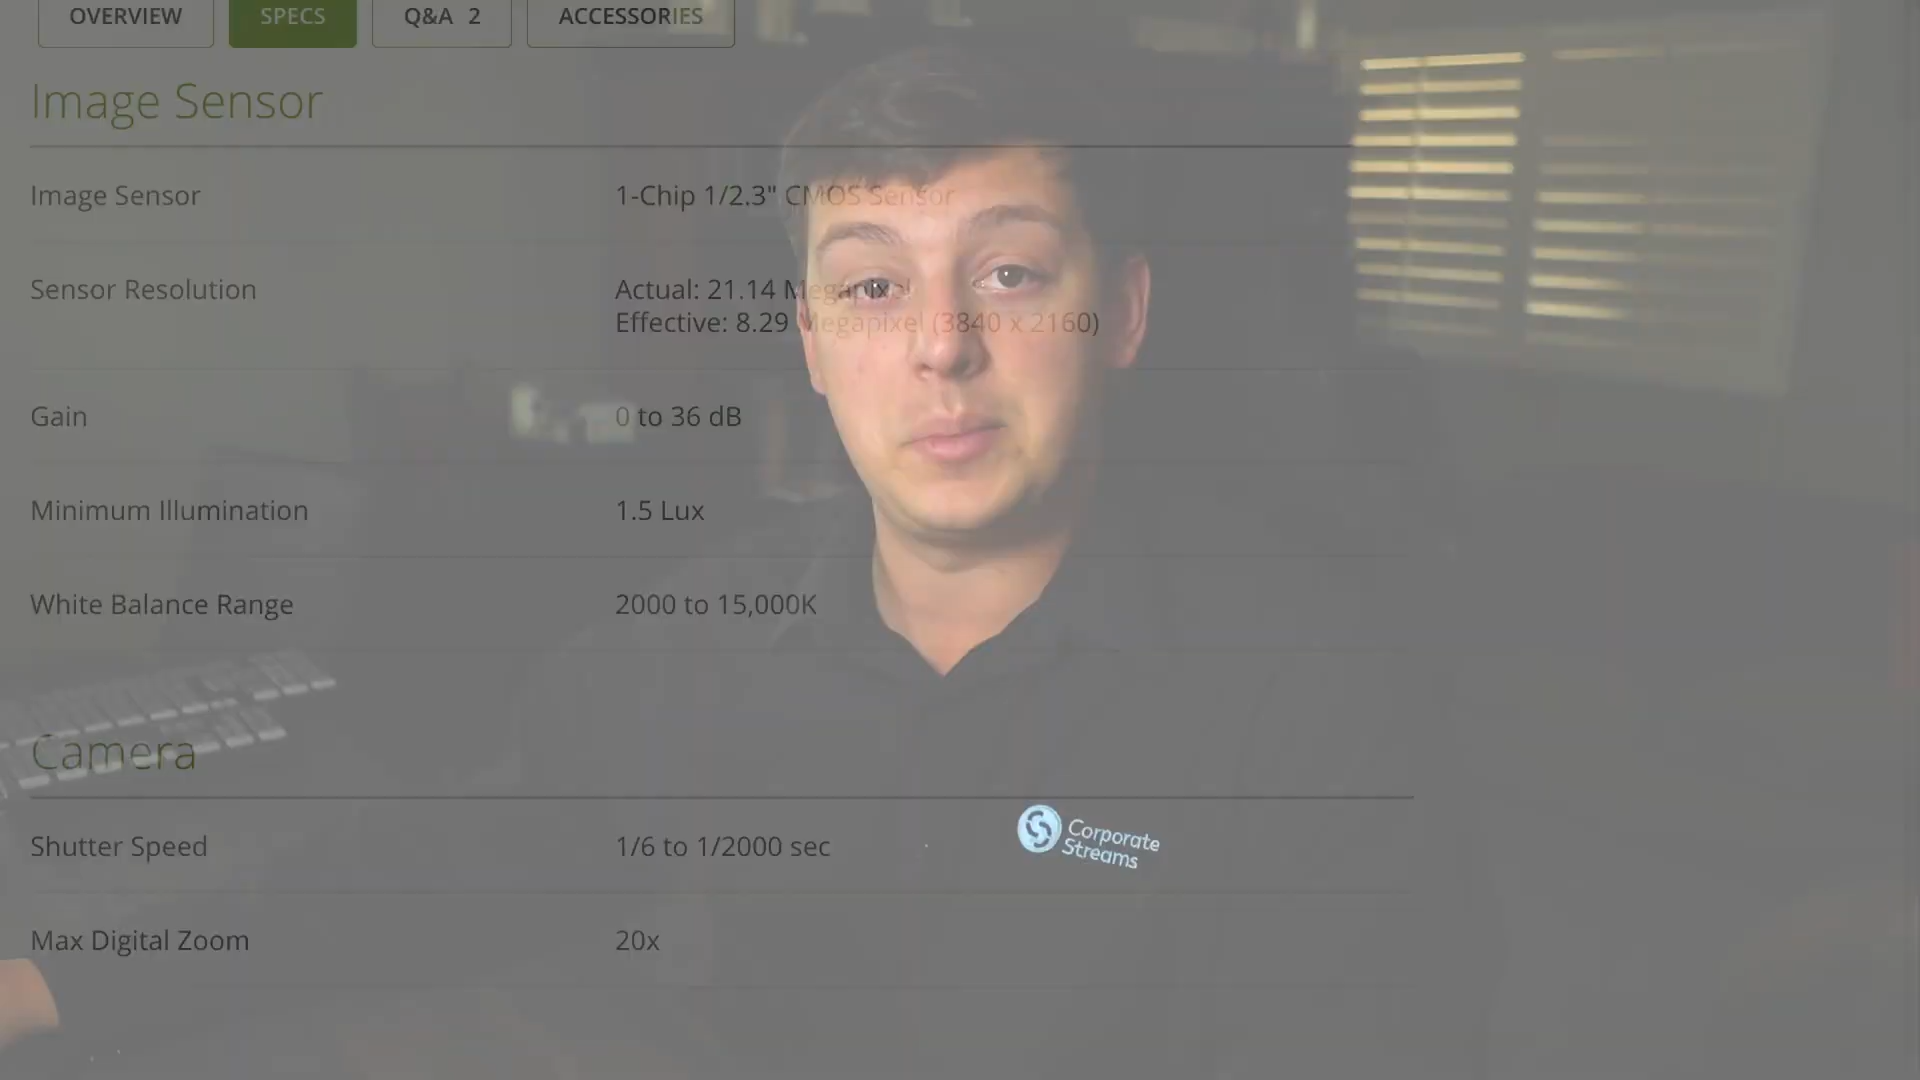 OVERVIEW SPECS Q&A 2 ACCESSORIES
Image Sensor
Image Sensor 1-Chip 1/2.3" CMOS Sensor
Sensor Resolution Actual: 21.14 Megapixel
Effective: 8.29 Megapixel (3840 x 2160)
Gain 0 to 36 dB
Minimum Illumination 1.5 Lux
White Balance Range 2000 to 15,000K
Camera
Shutter Speed 1/6 to 1/2000 sec
Corporate
Streams
Max Digital Zoom 20x